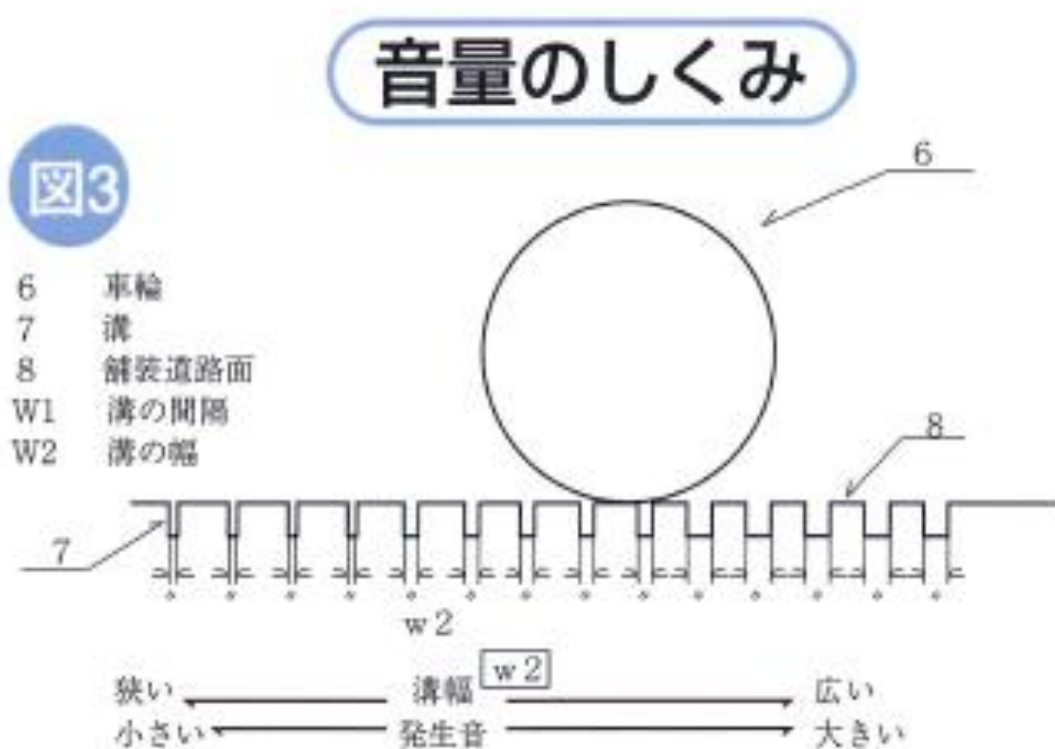 音量のしくみ
図3
6
6 車輪
7 溝
8 舗装道路面
W1 溝の間隔
W2 溝の幅
8
7
w2
w2
狭い 溝幅 広い
小さい 発生音 大きい